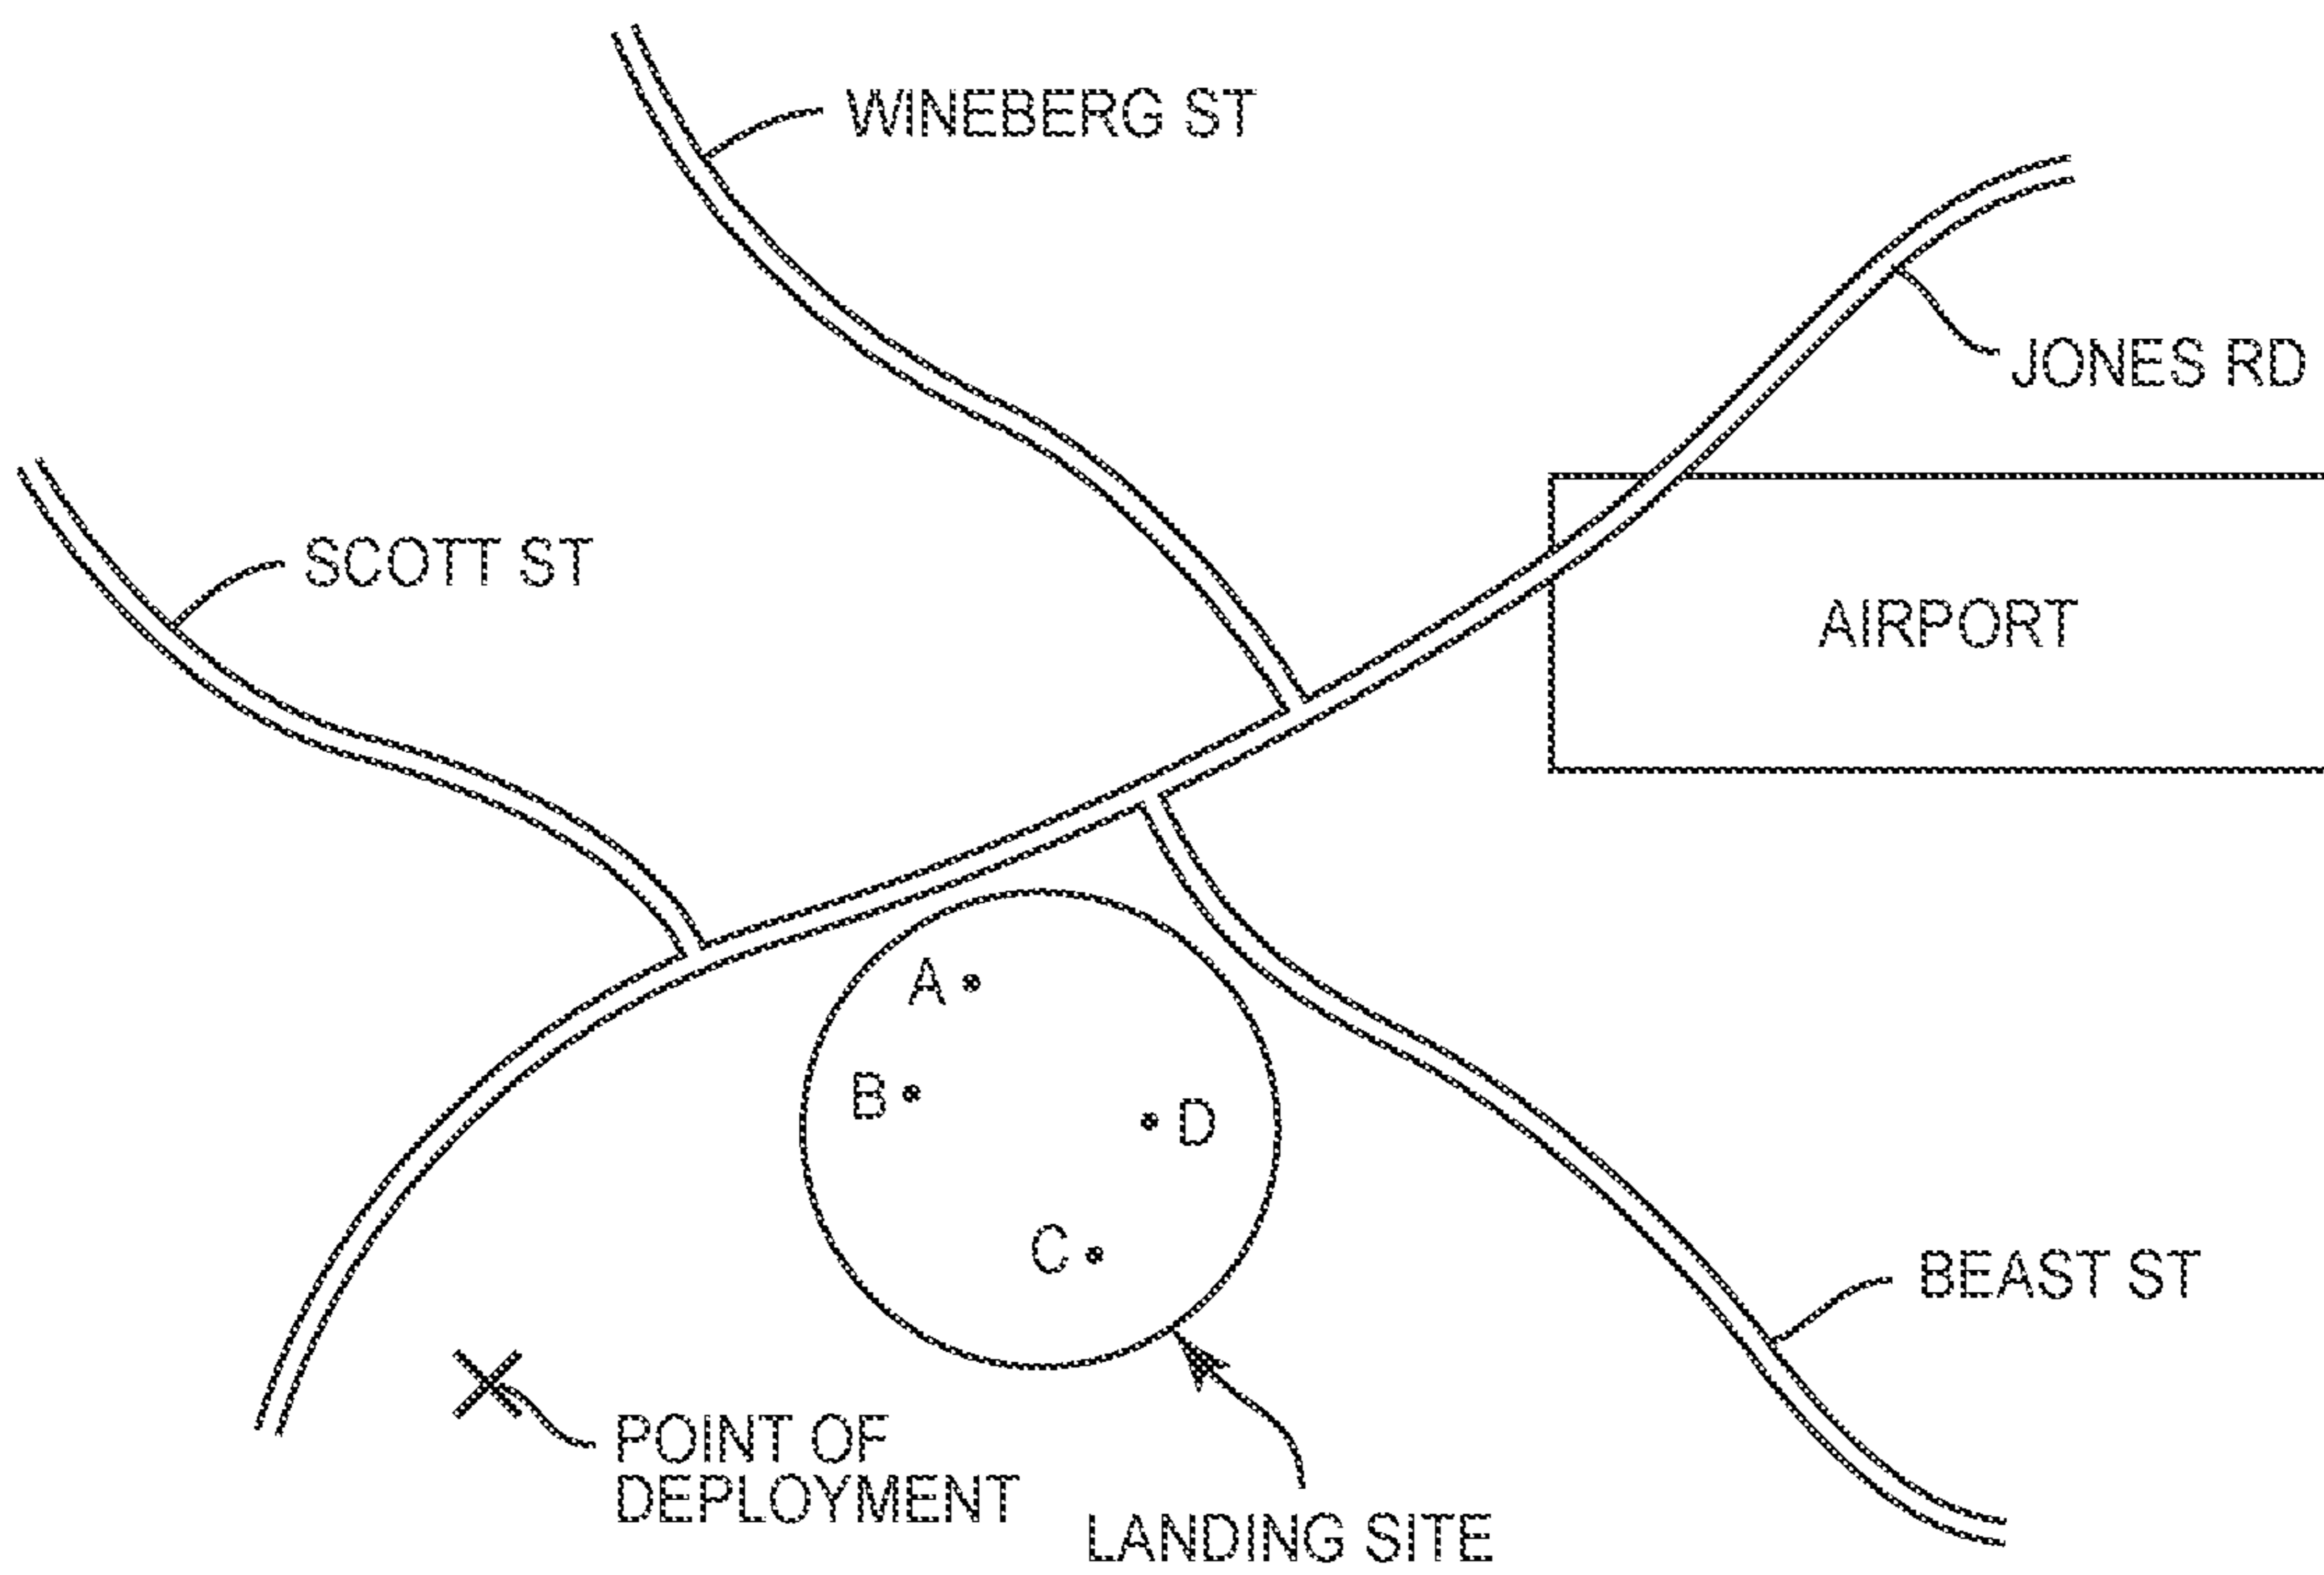 WINEBERG ST
JONES RD
SCOTT ST
AIRPORT
A
B
D
C
BEAST ST
POINT OF
DEPLOYMENT
LANDING SITE